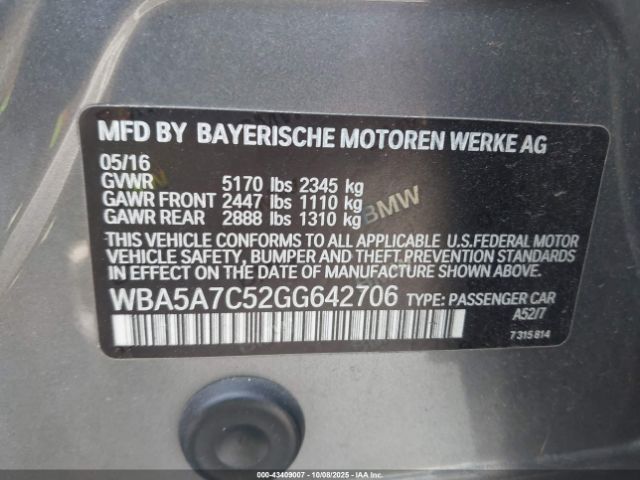 MFD BY BAYERISCHE MOTOREN WERKE AG
05/16
GVWR 5170 lbs 2345 kg
GAWR FRONT 2447 lbs 1110 kg
GAWR REAR 2888 lbs 1310 kg
THIS VEHICLE CONFORMS TO ALL APPLICABLE U.S.FEDERAL MOTOR
VEHICLE SAFETY, BUMPER AND THEFT PREVENTION STANDARDS
IN EFFECT ON THE DATE OF MANUFACTURE SHOWN ABOVE.
WBA5A7C52GG642706 TYPE: PASSENGER CAR
A52/7
7 315 814
BMW
000-43409007 - 10/08/2025 - IAAI.COM